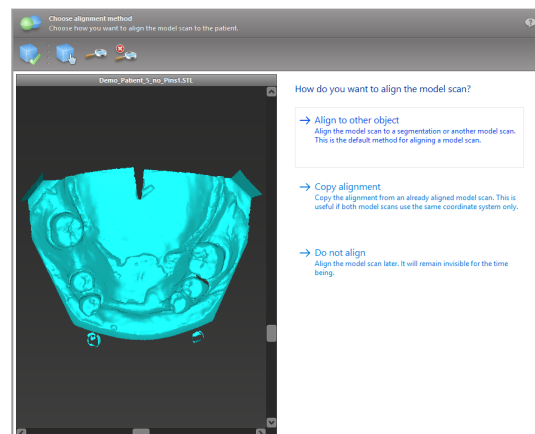 Choose alignment method
Choose how you want to align the model scan to the patient.
Demo_Patient_5_no_Pins1.STL
How do you want to align the model scan?
→ Align to other object
Align the model scan to a segmentation or another model scan.
This is the default method for aligning a model scan.
→ Copy alignment
Copy the alignment from an already aligned model scan. This is
useful if both model scans use the same coordinate system only.
→ Do not align
Align the model scan later. It will remain invisible for the time
being.